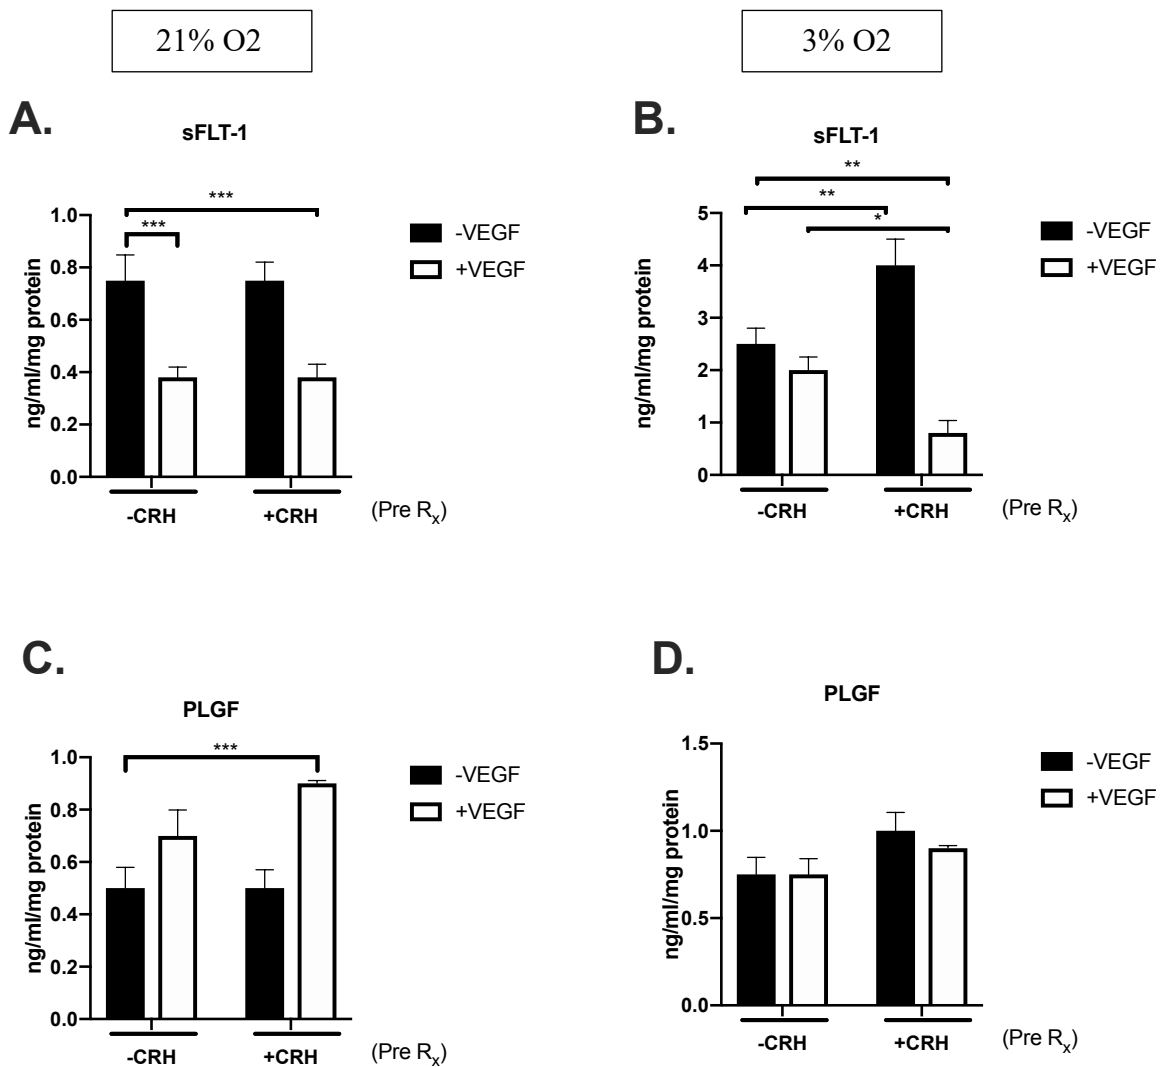 21% O2
3% O2
A.
sFLT-1
***
***
1.0
0.8
0.6
0.4
0.2
0.0
ng/ml/mg protein
-VEGF
+VEGF
-CRH
+CRH
(Pre Rx)
B.
sFLT-1
**
**
*
5
4
3
2
1
0
ng/ml/mg protein
-VEGF
+VEGF
-CRH
+CRH
(Pre Rx)
C.
PLGF
***
1.0
0.8
0.6
0.4
0.2
0.0
ng/ml/mg protein
-VEGF
+VEGF
-CRH
+CRH
(Pre Rx)
D.
PLGF
1.5
1.0
0.5
0.0
ng/ml/mg protein
-VEGF
+VEGF
-CRH
+CRH
(Pre Rx)